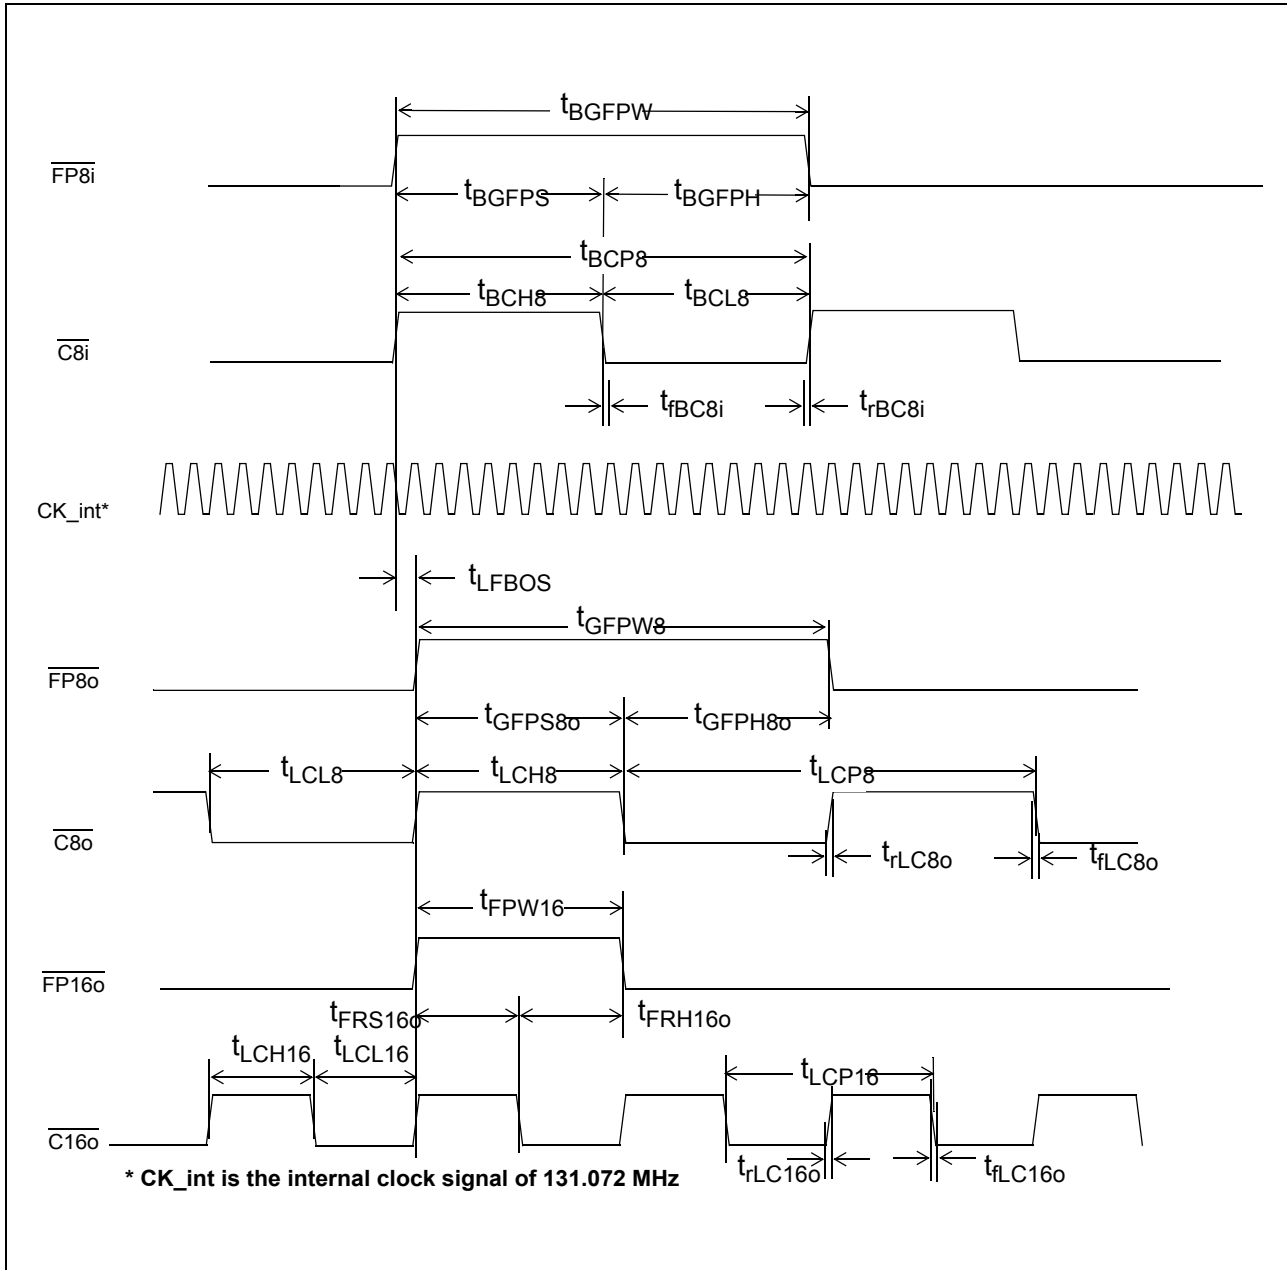 tBGFPW
FP8i
tBGFPS tBGFPH
tBCP8
tBCH8 tBCL8
C8i
tfBC8i trBC8i
CK_int*
tLFBOS
tGFPW8
FP8o
tGFPS8o tGFPH8o
tLCL8 tLCH8 tLCP8
C8o
trLC8o tfLC8o
tFPW16
FP16o
tFRS16o tFRH16o
tLCH16 tLCL16 tLCP16
C16o
trLC16o tfLC16o
* CK_int is the internal clock signal of 131.072 MHz